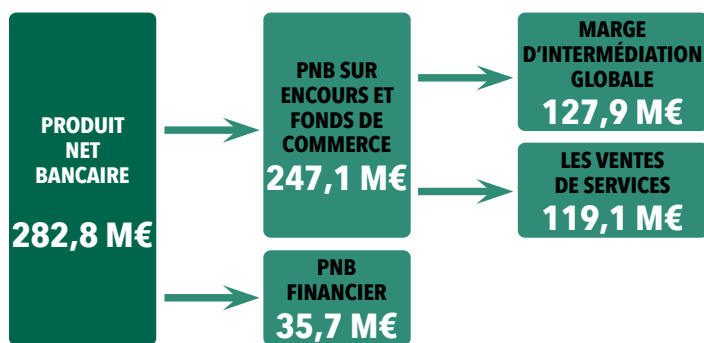 PRODUIT
NET
BANCAIRE
282,8 M€
PNB SUR
ENCOURS ET
FONDS DE
COMMERCE
247,1 M€
PNB
FINANCIER
35,7 M€
MARGE
D'INTERMÉDIATION
GLOBALE
127,9 M€
LES VENTES
DE SERVICES
119,1 M€